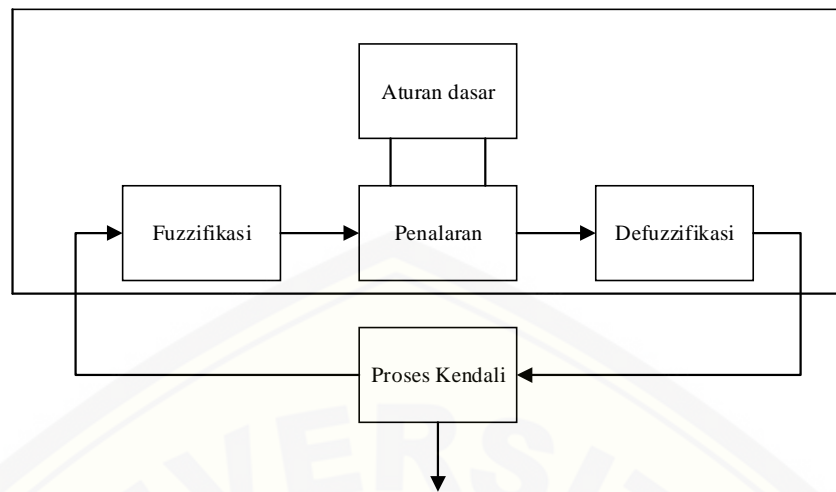 Aturan dasar
Fuzzifikasi
Penalaran
Defuzzifikasi
Proses Kendali